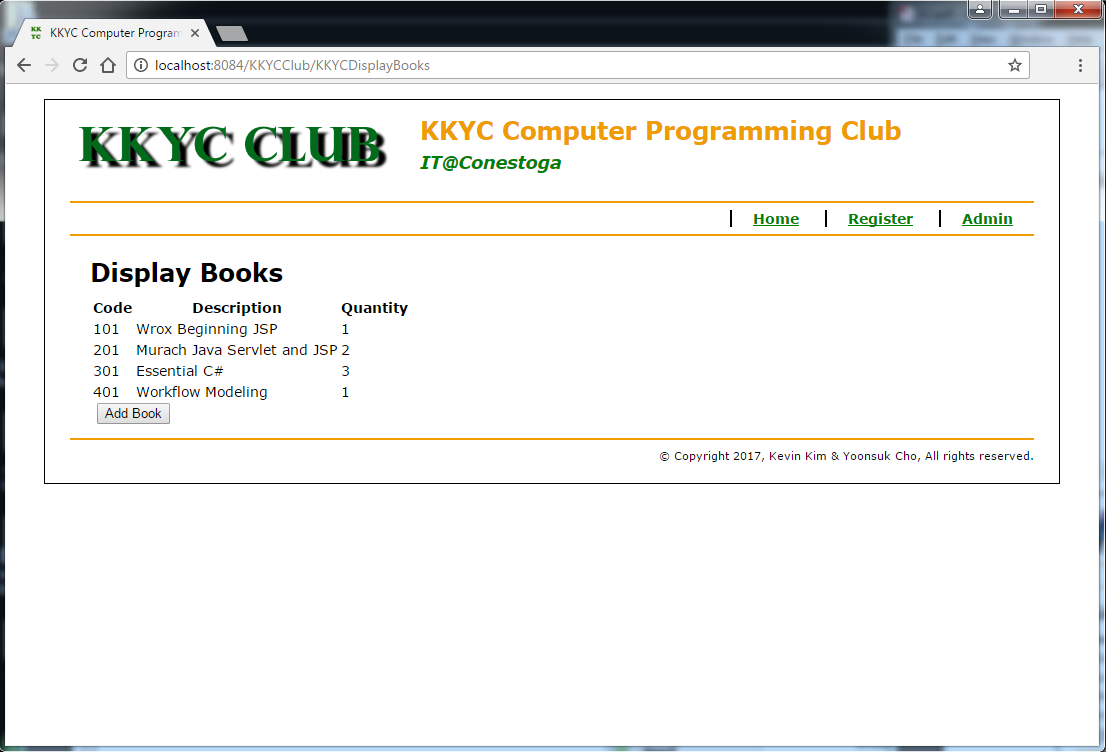 KK
YC
KKYC Computer Program
localhost:8084/KKYCClub/KKYCDisplayBooks
KKYC CLUB
KKYC Computer Programming Club
IT@Conestoga
Home Register Admin
Display Books
Code Description Quantity
101 Wrox Beginning JSP 1
201 Murach Java Servlet and JSP 2
301 Essential C# 3
401 Workflow Modeling 1
Add Book
© Copyright 2017, Kevin Kim & Yoonsuk Cho, All rights reserved.